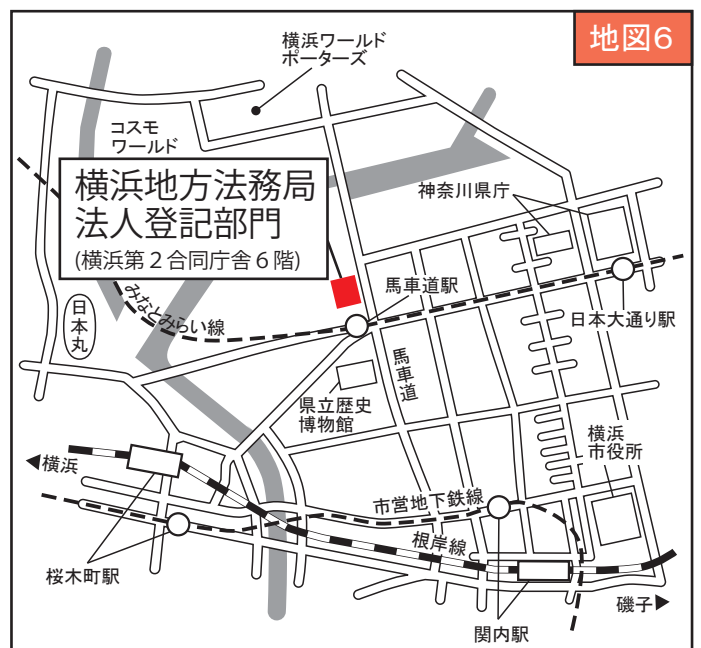 地図6
横浜ワールド
ポーターズ
コスモ
ワールド
横浜地方法務局
法人登記部門
(横浜第２合同庁舎６階)
神奈川県庁
みなとみらい線
馬車道駅
日本大通り駅
日本丸
馬車道
県立歴史
博物館
横浜
市役所
◀横浜
市営地下鉄線
根岸線
桜木町駅
関内駅
磯子▶